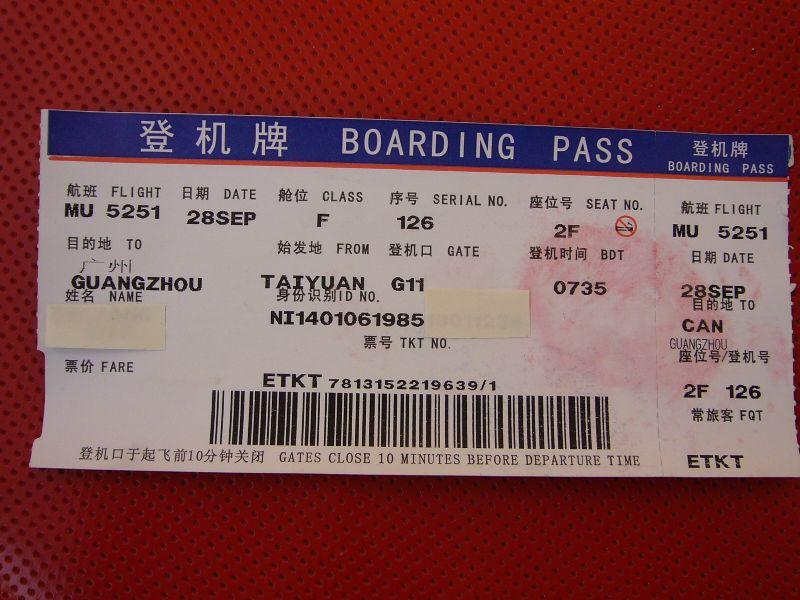 登机牌 BOARDING PASS
航班 FLIGHT 日期 DATE 舱位 CLASS 序号 SERIAL NO. 座位号 SEAT NO.
MU 5251 28SEP F 126 2F
目的地 TO 始发地 FROM 登机口 GATE 登机时间 BDT
广州
GUANGZHOU TAIYUAN G11 0735
姓名 NAME 身份识别ID NO.
NI1401061985
票号 TKT NO.
票价 FARE
ETKT 7813152219639/1
登机口于起飞前10分钟关闭 GATES CLOSE 10 MINUTES BEFORE DEPARTURE TIME
登机牌
BOARDING PASS
航班 FLIGHT
MU 5251
日期 DATE
28SEP
目的地 TO
CAN
GUANGZHOU
座位号/登机号
2F 126
常旅客 FQT
ETKT